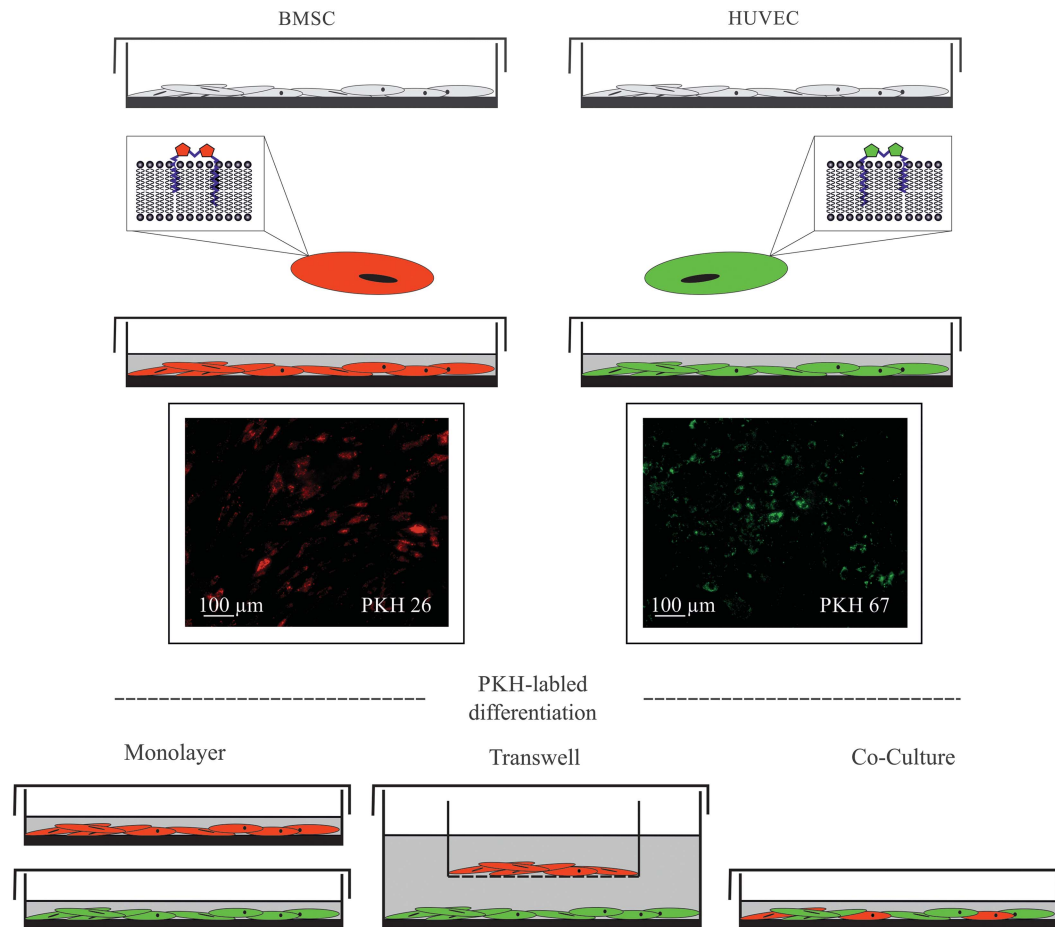 BMSC
HUVEC
100 µm
PKH 26
100 µm
PKH 67
PKH-labled
differentiation
Monolayer
Transwell
Co-Culture